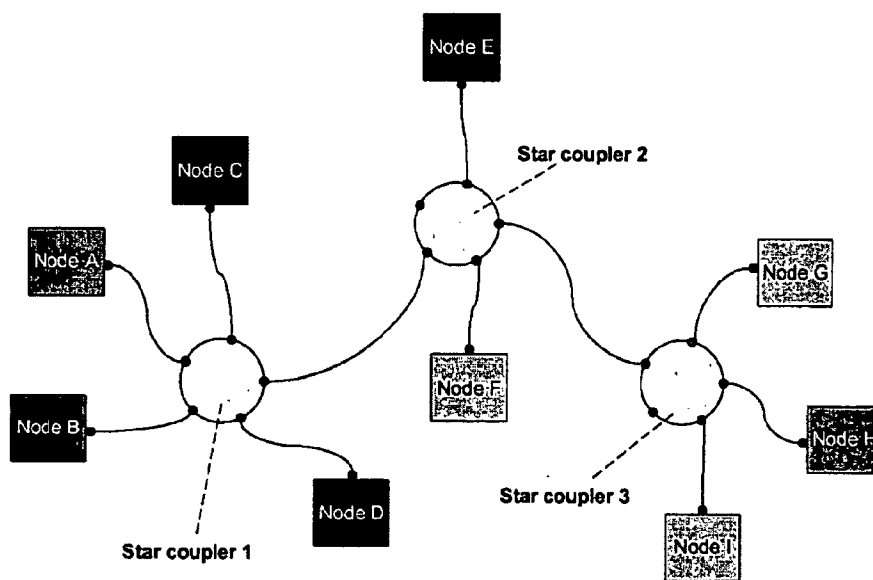 Node E
Star coupler 2
Node C
Node A
Node G
Node F
Node B
Node H
Star coupler 3
Node D
Star coupler 1
Node I